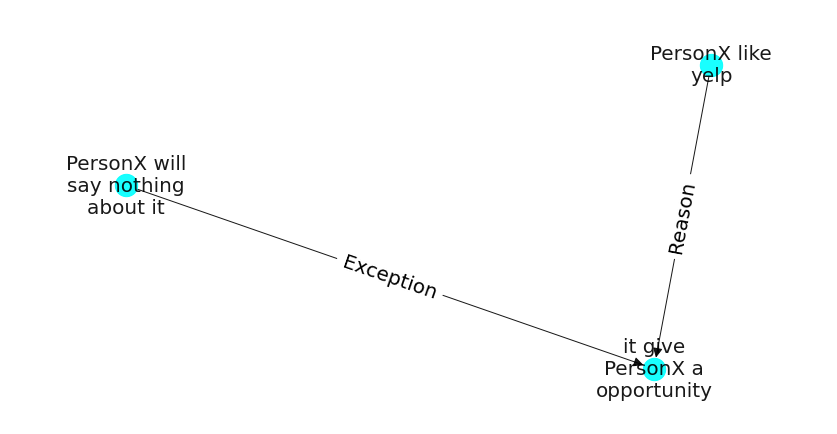 PersonX like
yelp
PersonX will
say nothing
about it
Reason
Exception
it give
PersonX a
opportunity